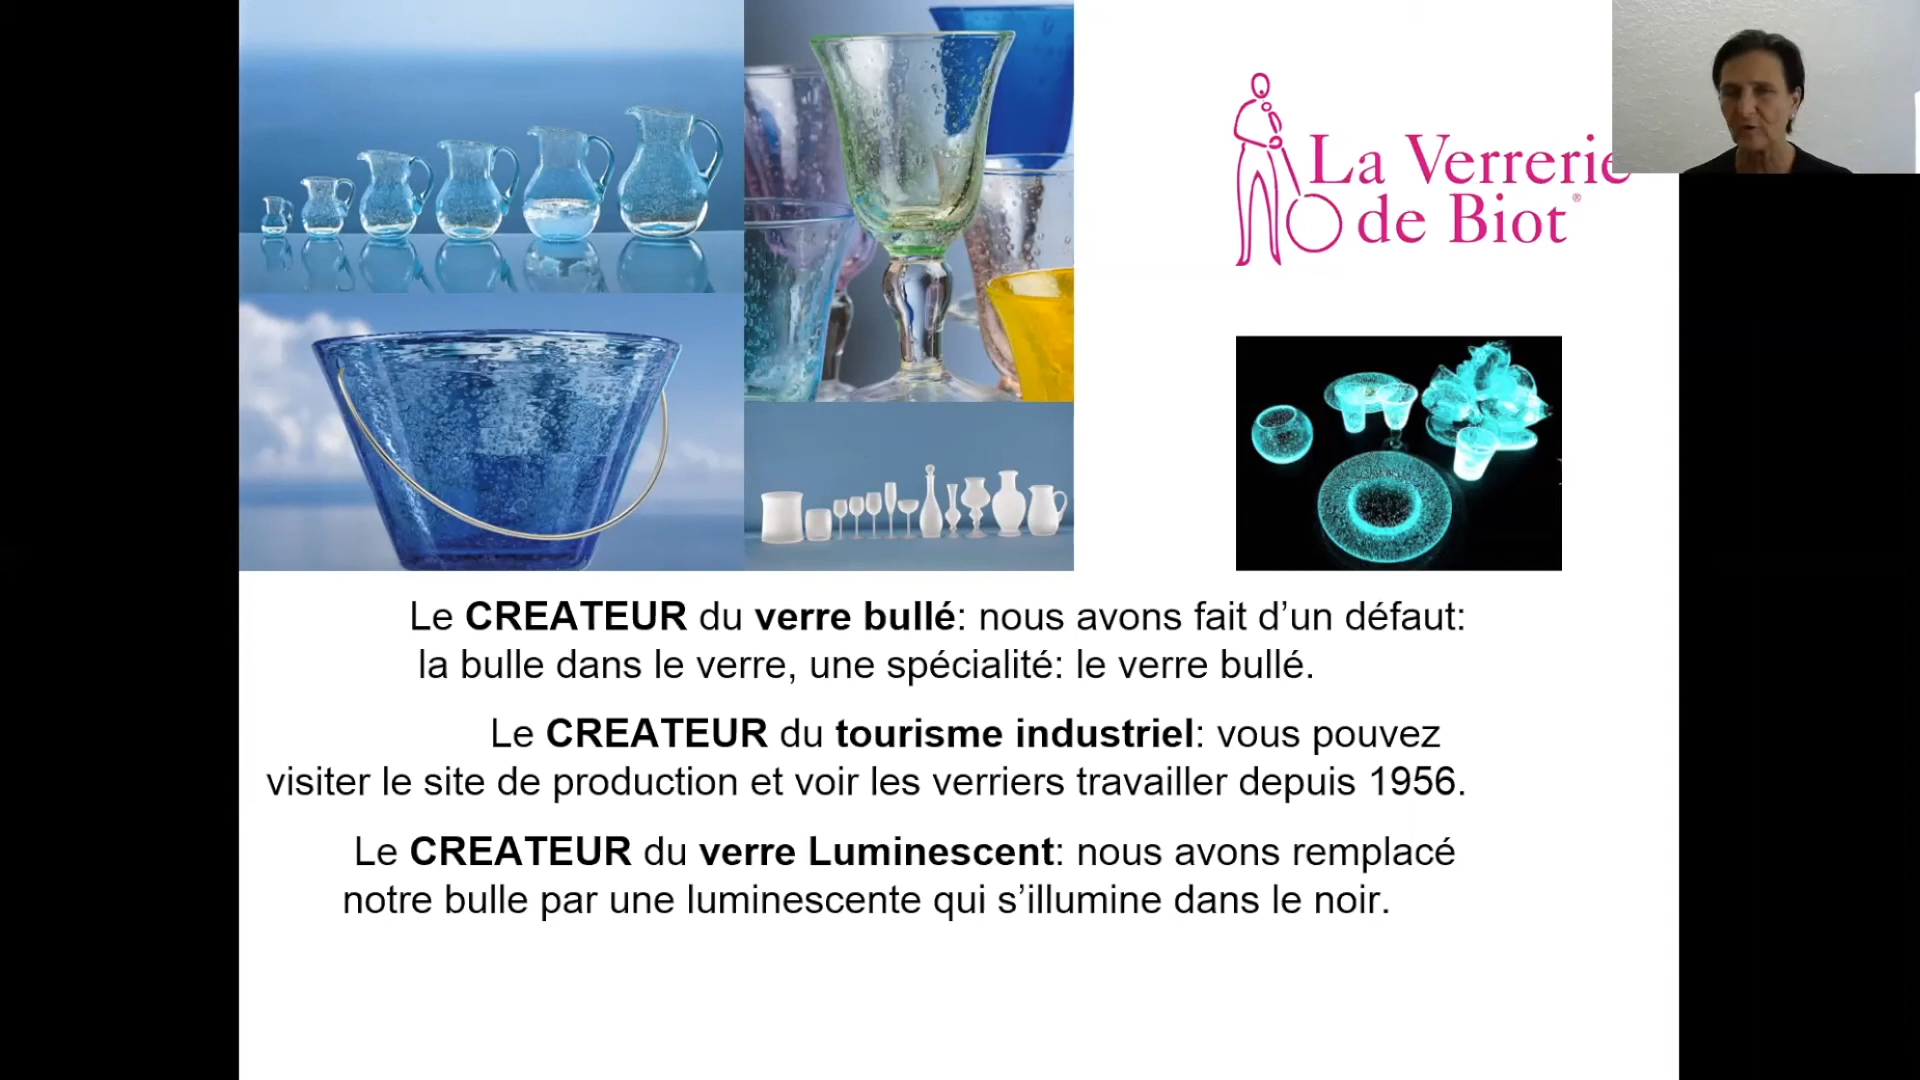 La Verrerie
de Biot®
Le CREATEUR du verre bullé: nous avons fait d’un défaut:
la bulle dans le verre, une spécialité: le verre bullé.
Le CREATEUR du tourisme industriel: vous pouvez
visiter le site de production et voir les verriers travailler depuis 1956.
Le CREATEUR du verre Luminescent: nous avons remplacé
notre bulle par une luminescente qui s’illumine dans le noir.